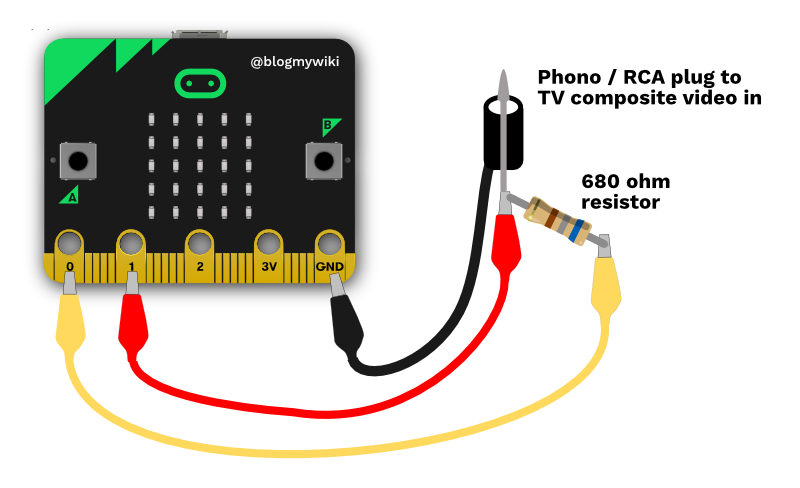 @blogmywiki
Phono / RCA plug to
TV composite video in
B
680 ohm
resistor
A
0 1 2 3V GND